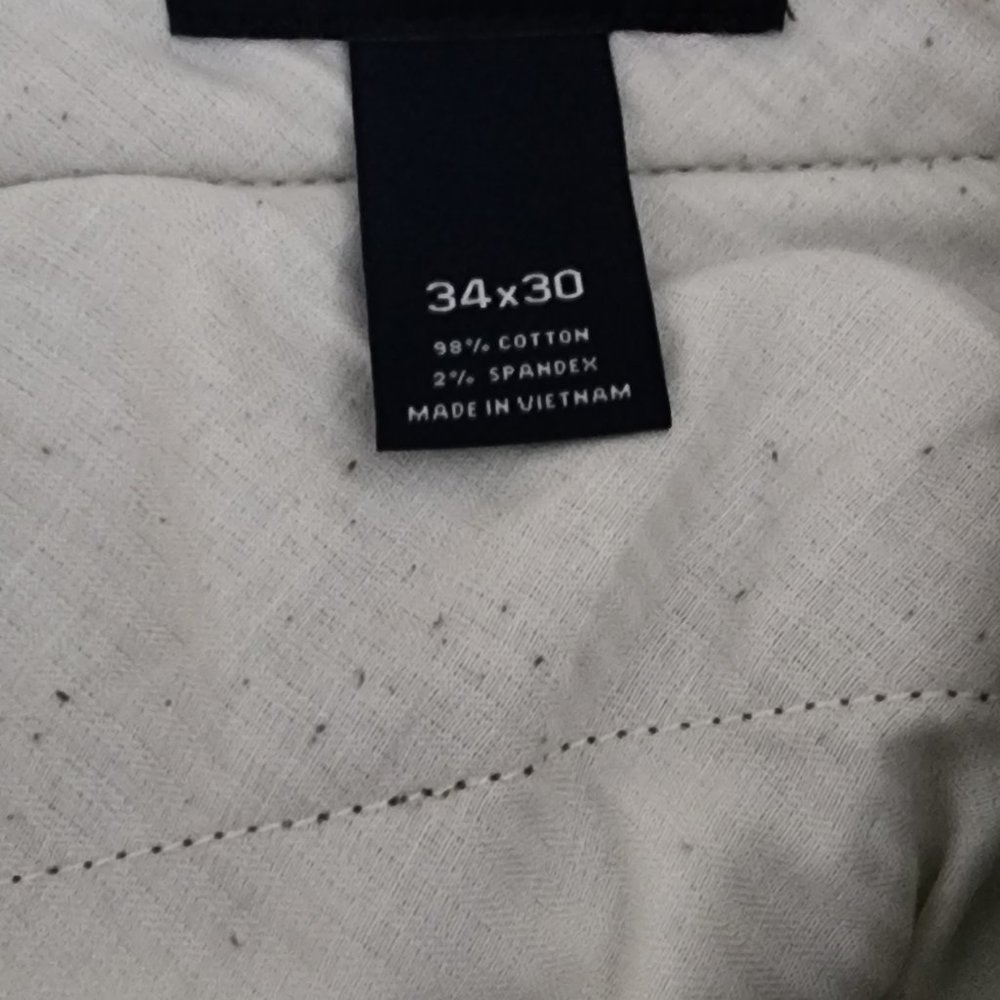 34x30
98% COTTON
2% SPANDEX
MADE IN VIETNAM